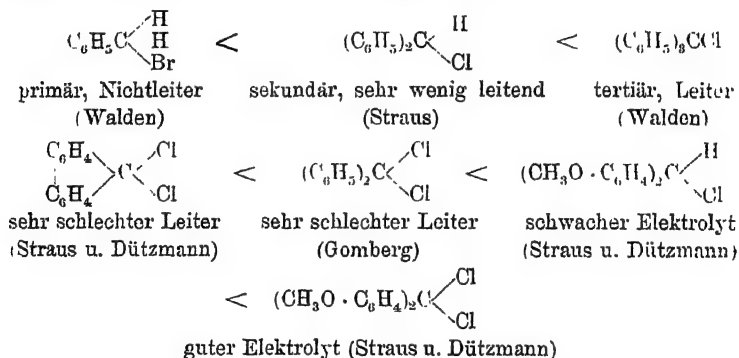 C₆H₅C H H Br < (C₆H₅)₂C H Cl < (C₆H₅)₃CCl
primär, Nichtleiter sekundär, sehr wenig leitend tertiär, Leiter
(Walden) (Straus) (Walden)
C₆H₄ C₆H₄ C Cl Cl < (C₆H₅)₂C Cl Cl < (CH₃O · C₆H₄)₂C H Cl
sehr schlechter Leiter sehr schlechter Leiter schwacher Elektrolyt
(Straus u. Dützmann) (Gomberg) (Straus u. Dützmann)
< (CH₃O · C₆H₄)₂C Cl Cl
guter Elektrolyt (Straus u. Dützmann)